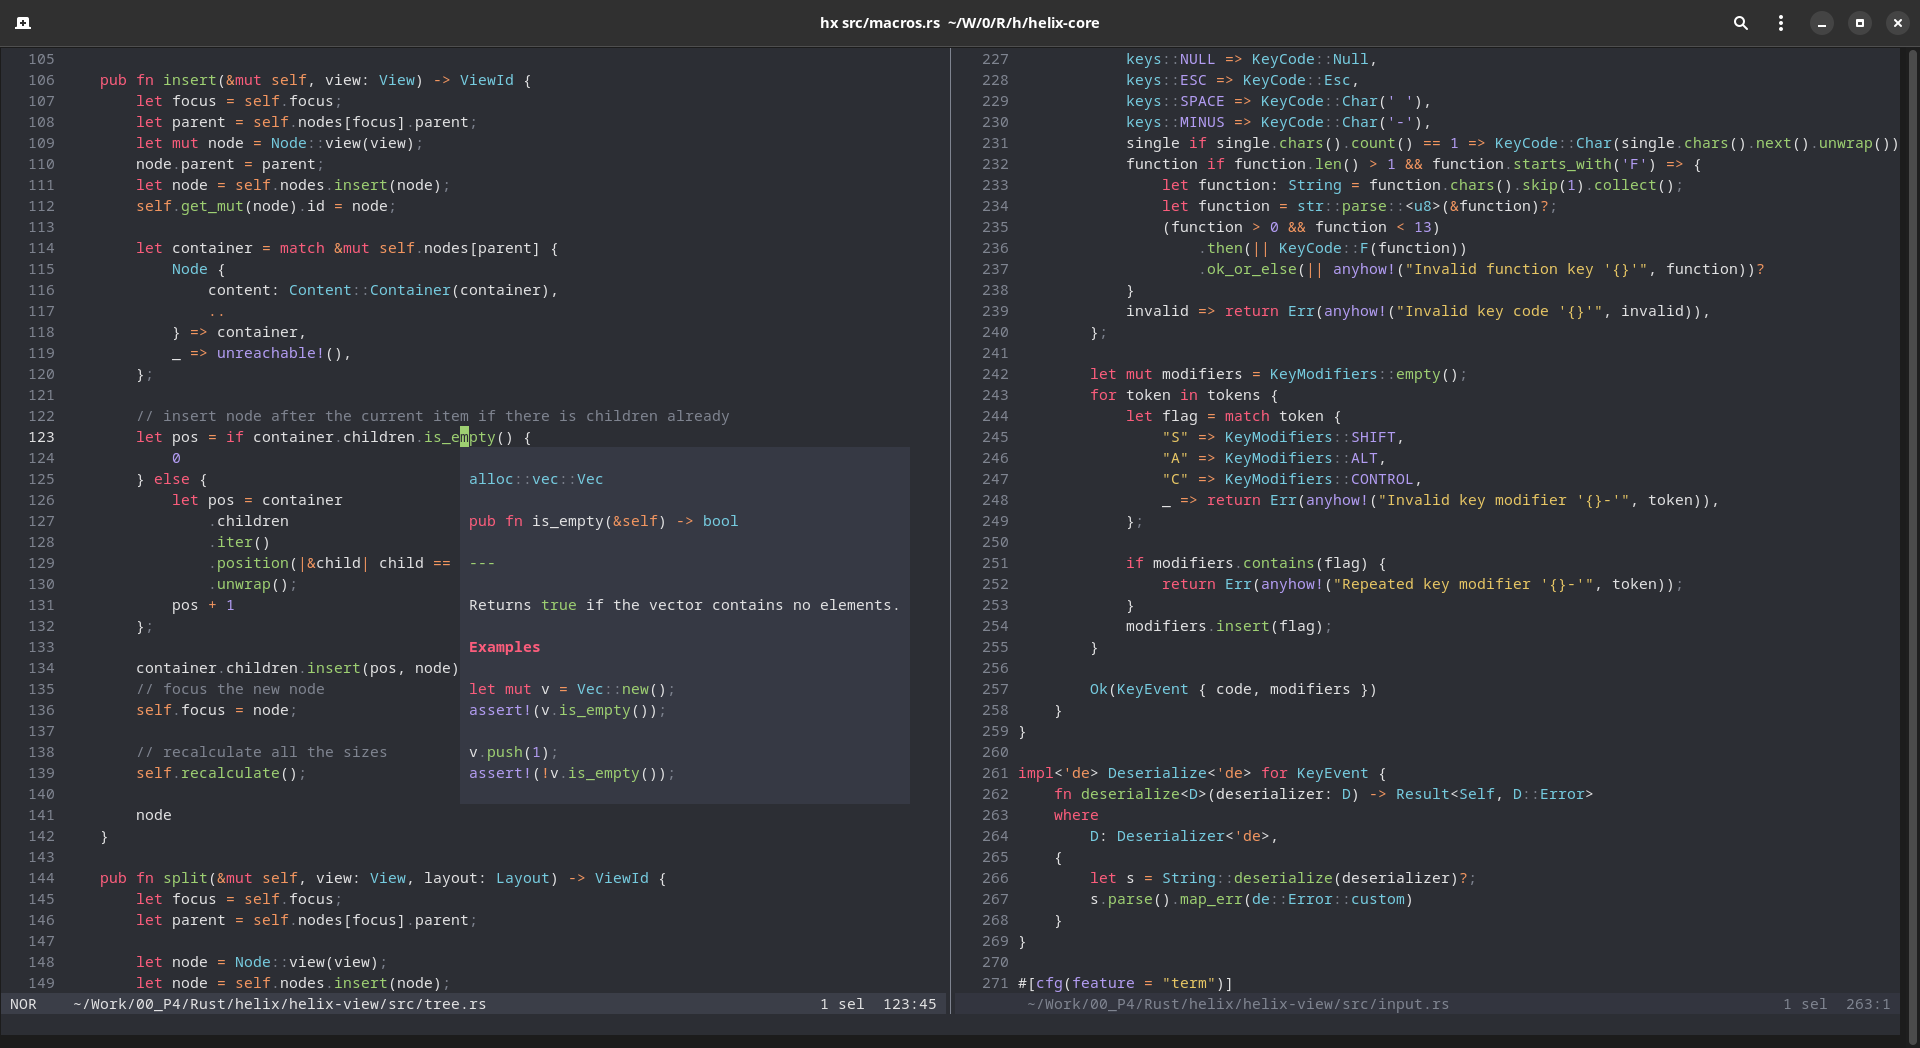 hx src/macros.rs ~/W/0/R/h/helix-core
105
106     pub fn insert(&mut self, view: View) -> ViewId {
107         let focus = self.focus;
108         let parent = self.nodes[focus].parent;
109         let mut node = Node::view(view);
110         node.parent = parent;
111         let node = self.nodes.insert(node);
112         self.get_mut(node).id = node;
113
114         let container = match &mut self.nodes[parent] {
115             Node {
116                 content: Content::Container(container),
117                 ..
118             } => container,
119             _ => unreachable!(),
120         };
121
122         // insert node after the current item if there is children already
123         let pos = if container.children.is_empty() {
124             0
125         } else {
126             let pos = container
127                 .children
128                 .iter()
129                 .position(|&child| child ==
130                 .unwrap();
131             pos + 1
132         };
133
134         container.children.insert(pos, node)
135         // focus the new node
136         self.focus = node;
137
138         // recalculate all the sizes
139         self.recalculate();
140
141         node
142     }
143
144     pub fn split(&mut self, view: View, layout: Layout) -> ViewId {
145         let focus = self.focus;
146         let parent = self.nodes[focus].parent;
147
148         let node = Node::view(view);
149         let node = self.nodes.insert(node);
NOR    ~/Work/00_P4/Rust/helix/helix-view/src/tree.rs    1 sel  123:45
alloc::vec::Vec
pub fn is_empty(&self) -> bool
---
Returns true if the vector contains no elements.
Examples
let mut v = Vec::new();
assert!(v.is_empty());
v.push(1);
assert!(!v.is_empty());
227             keys::NULL => KeyCode::Null,
228             keys::ESC => KeyCode::Esc,
229             keys::SPACE => KeyCode::Char(' '),
230             keys::MINUS => KeyCode::Char('-'),
231             single if single.chars().count() == 1 => KeyCode::Char(single.chars().next().unwrap())
232             function if function.len() > 1 && function.starts_with('F') => {
233                 let function: String = function.chars().skip(1).collect();
234                 let function = str::parse::<u8>(&function)?;
235                 (function > 0 && function < 13)
236                     .then(|| KeyCode::F(function))
237                     .ok_or_else(|| anyhow!("Invalid function key '{}'", function))?
238             }
239             invalid => return Err(anyhow!("Invalid key code '{}'", invalid)),
240         };
241
242         let mut modifiers = KeyModifiers::empty();
243         for token in tokens {
244             let flag = match token {
245                 "S" => KeyModifiers::SHIFT,
246                 "A" => KeyModifiers::ALT,
247                 "C" => KeyModifiers::CONTROL,
248                 _ => return Err(anyhow!("Invalid key modifier '{}-'", token)),
249             };
250
251             if modifiers.contains(flag) {
252                 return Err(anyhow!("Repeated key modifier '{}-'", token));
253             }
254             modifiers.insert(flag);
255         }
256
257         Ok(KeyEvent { code, modifiers })
258     }
259 }
260
261 impl<'de> Deserialize<'de> for KeyEvent {
262     fn deserialize<D>(deserializer: D) -> Result<Self, D::Error>
263     where
264         D: Deserializer<'de>,
265     {
266         let s = String::deserialize(deserializer)?;
267         s.parse().map_err(de::Error::custom)
268     }
269 }
270
271 #[cfg(feature = "term")]
~/Work/00_P4/Rust/helix/helix-view/src/input.rs    1 sel  263:1